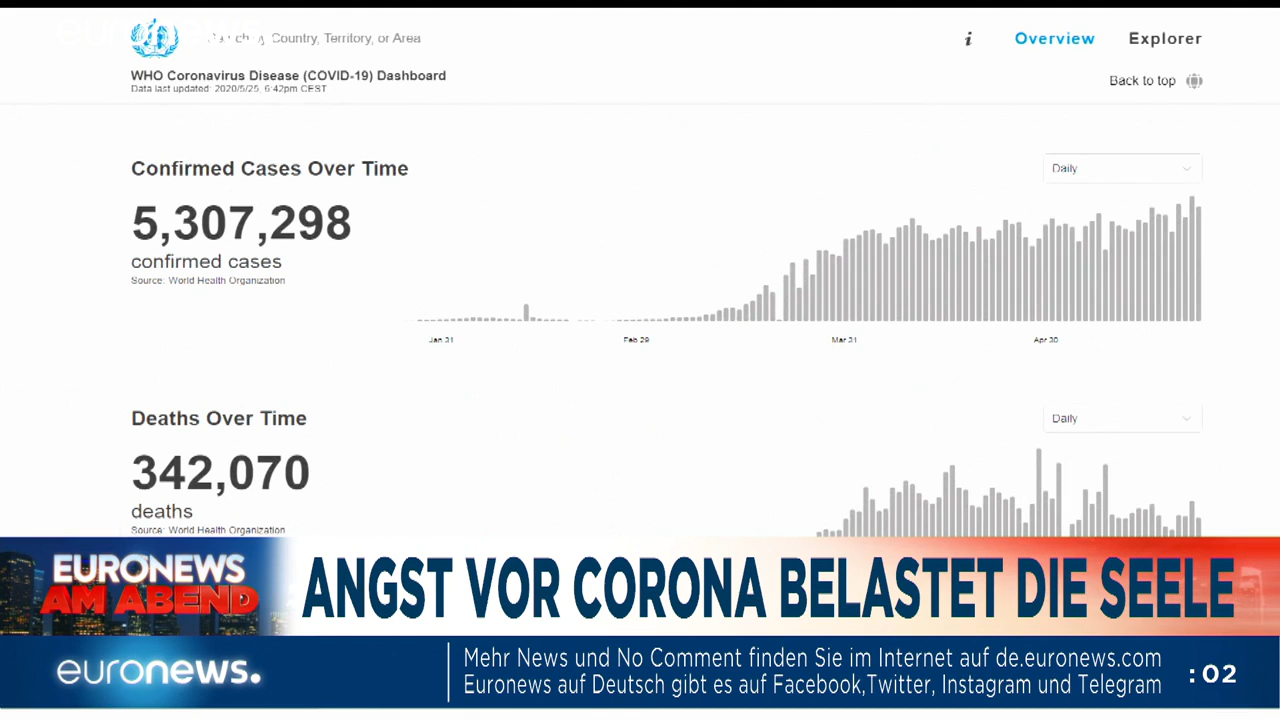 euronews.
Search by Country, Territory, or Area
i
Overview
Explorer
WHO Coronavirus Disease (COVID-19) Dashboard
Data last updated: 2020/5/25, 6:42pm CEST
Back to top
Confirmed Cases Over Time
Daily
5,307,298
confirmed cases
Source: World Health Organization
Jan 31
Feb 29
Mar 31
Apr 30
Deaths Over Time
Daily
342,070
deaths
Source: World Health Organization
EURONEWS
AM ABEND
ANGST VOR CORONA BELASTET DIE SEELE
euronews.
Mehr News und No Comment finden Sie im Internet auf de.euronews.com
Euronews auf Deutsch gibt es auf Facebook,Twitter, Instagram und Telegram
:02